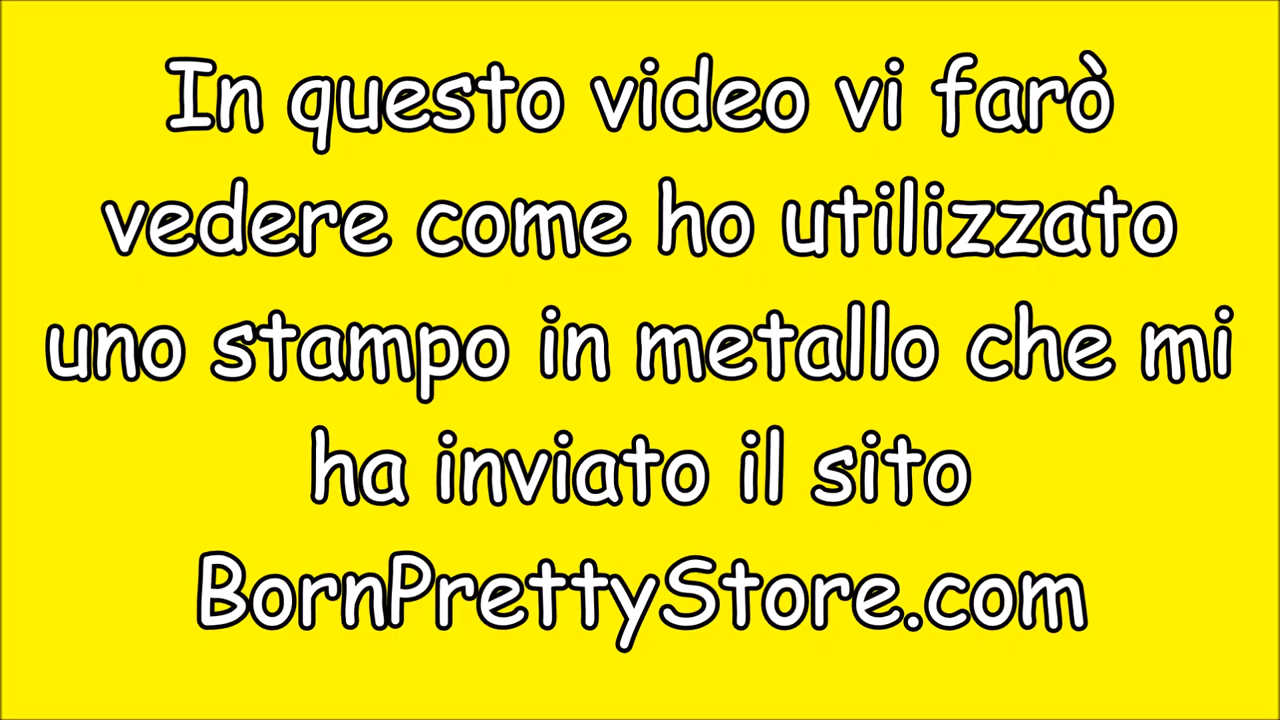 In questo video vi farò
vedere come ho utilizzato
uno stampo in metallo che mi
ha inviato il sito
BornPrettyStore.com